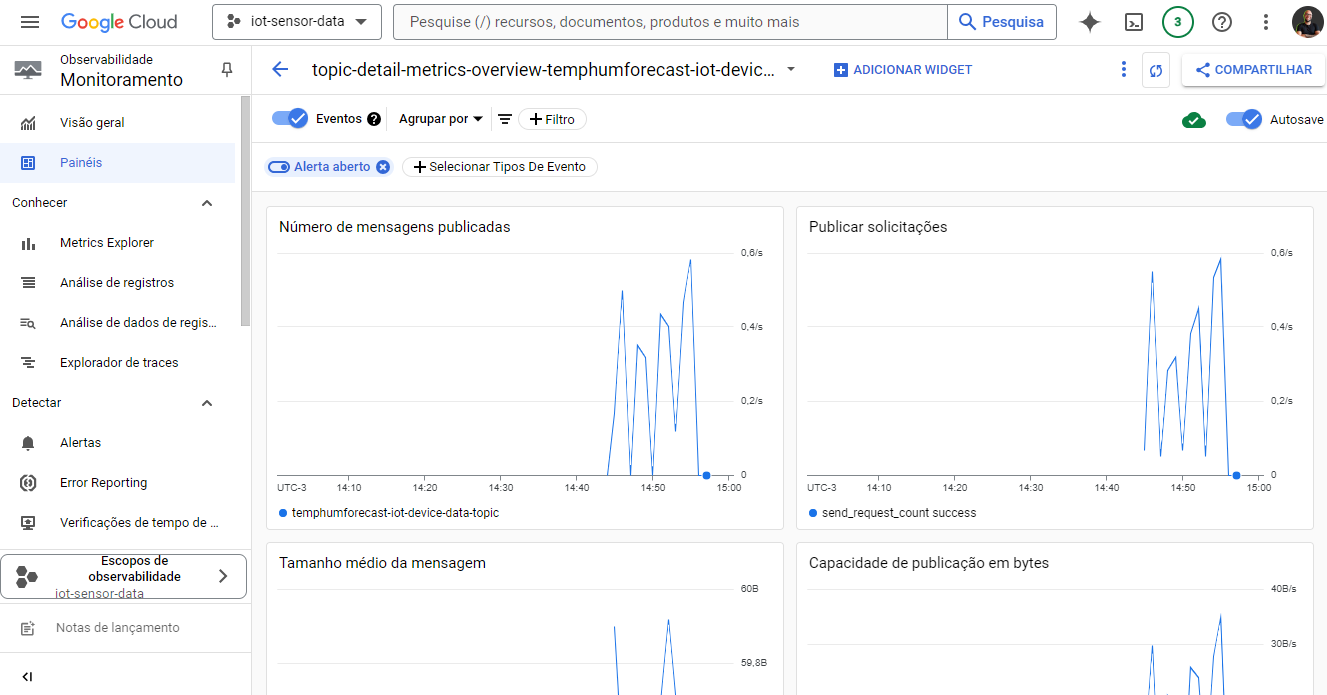 Google Cloud
iot-sensor-data
Pesquise (/) recursos, documentos, produtos e muito mais
Pesquisa
3
Observabilidade
Monitoramento
topic-detail-metrics-overview-temphumforecast-iot-devic...
ADICIONAR WIDGET
COMPARTILHAR
Visão geral
Painéis
Conhecer
Metrics Explorer
Análise de registros
Análise de dados de regis...
Explorador de traces
Detectar
Alertas
Error Reporting
Verificações de tempo de ...
Escopos de
observabilidade
iot-sensor-data
Notas de lançamento
Eventos
Agrupar por
Filtro
Autosave
Alerta aberto
Selecionar Tipos De Evento
Número de mensagens publicadas
0,6/s
0,4/s
0,2/s
0
UTC-3 14:10 14:20 14:30 14:40 14:50 15:00
temphumforecast-iot-device-data-topic
Publicar solicitações
0,6/s
0,4/s
0,2/s
0
UTC-3 14:10 14:20 14:30 14:40 14:50 15:00
send_request_count success
Tamanho médio da mensagem
60B
59,8B
Capacidade de publicação em bytes
40B/s
30B/s